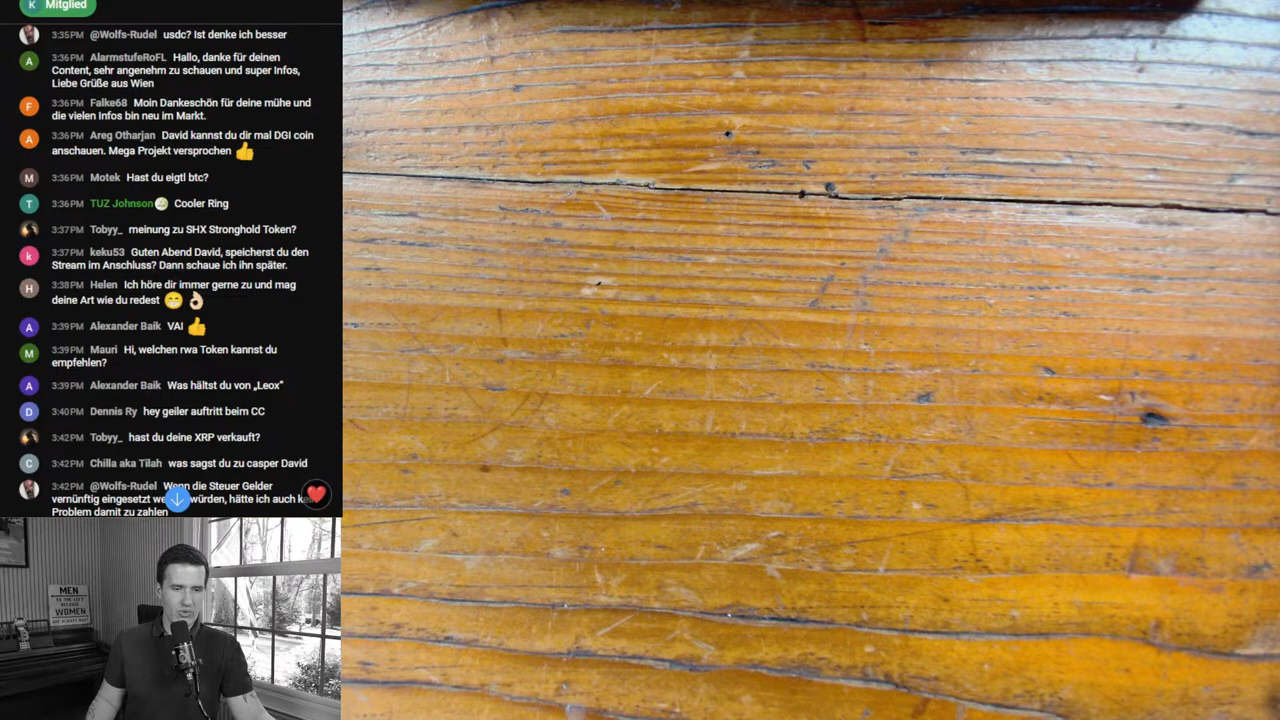 K Mitglied
3:35PM @Wolfs-Rudel usdc? Ist denke ich besser
A 3:36PM AlarmstufeRoFL Hallo, danke für deinen
Content, sehr angenehm zu schauen und super Infos,
Liebe Grüße aus Wien
F 3:36PM Falke68 Moin Dankeschön für deine mühe und
die vielen Infos bin neu im Markt.
A 3:36PM Areg Otharjan David kannst du dir mal DGI coin
anschauen. Mega Projekt versprochen 👍
M 3:36PM Motek Hast du eigtl btc?
T 3:36PM TUZ Johnson Cooler Ring
3:37PM Tobyy_ meinung zu SHX Stronghold Token?
k 3:37PM keku53 Guten Abend David, speicherst du den
Stream im Anschluss? Dann schaue ich ihn später.
H 3:38PM Helen Ich höre dir immer gerne zu und mag
deine Art wie du redest 😁 👌🏻
A 3:39PM Alexander Baik VAI 👍
M 3:39PM Mauri Hi, welchen rwa Token kannst du
empfehlen?
A 3:39PM Alexander Baik Was hältst du von „Leox"
D 3:40PM Dennis Ry hey geiler auftritt beim CC
3:42PM Tobyy_ hast du deine XRP verkauft?
C 3:42PM Chilla aka Tilah was sagst du zu casper David
3:42PM @Wolfs-Rudel Wenn die Steuer Gelder
vernünftig eingesetzt würden, hätte ich auch
Problem damit zu zahlen
MEN
TO THE LEFT
BECAUSE
WOMEN
ARE ALWAYS RIGHT